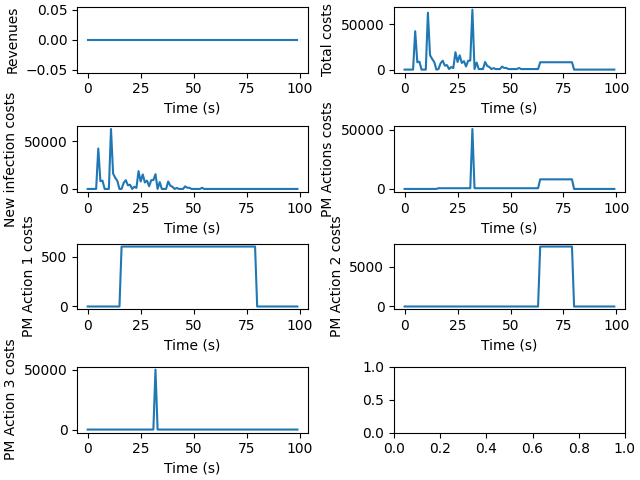 Revenues
0.05
0.00
−0.05
0 25 50 75 100
Time (s)
Total costs
50000
0
0 25 50 75 100
Time (s)
New infection costs
50000
0
0 25 50 75 100
Time (s)
PM Actions costs
50000
0
0 25 50 75 100
Time (s)
PM Action 1 costs
500
0
0 25 50 75 100
Time (s)
PM Action 2 costs
5000
0
0 25 50 75 100
Time (s)
PM Action 3 costs
50000
0
0 25 50 75 100
Time (s)
1.0
0.5
0.0
0.0 0.2 0.4 0.6 0.8 1.0